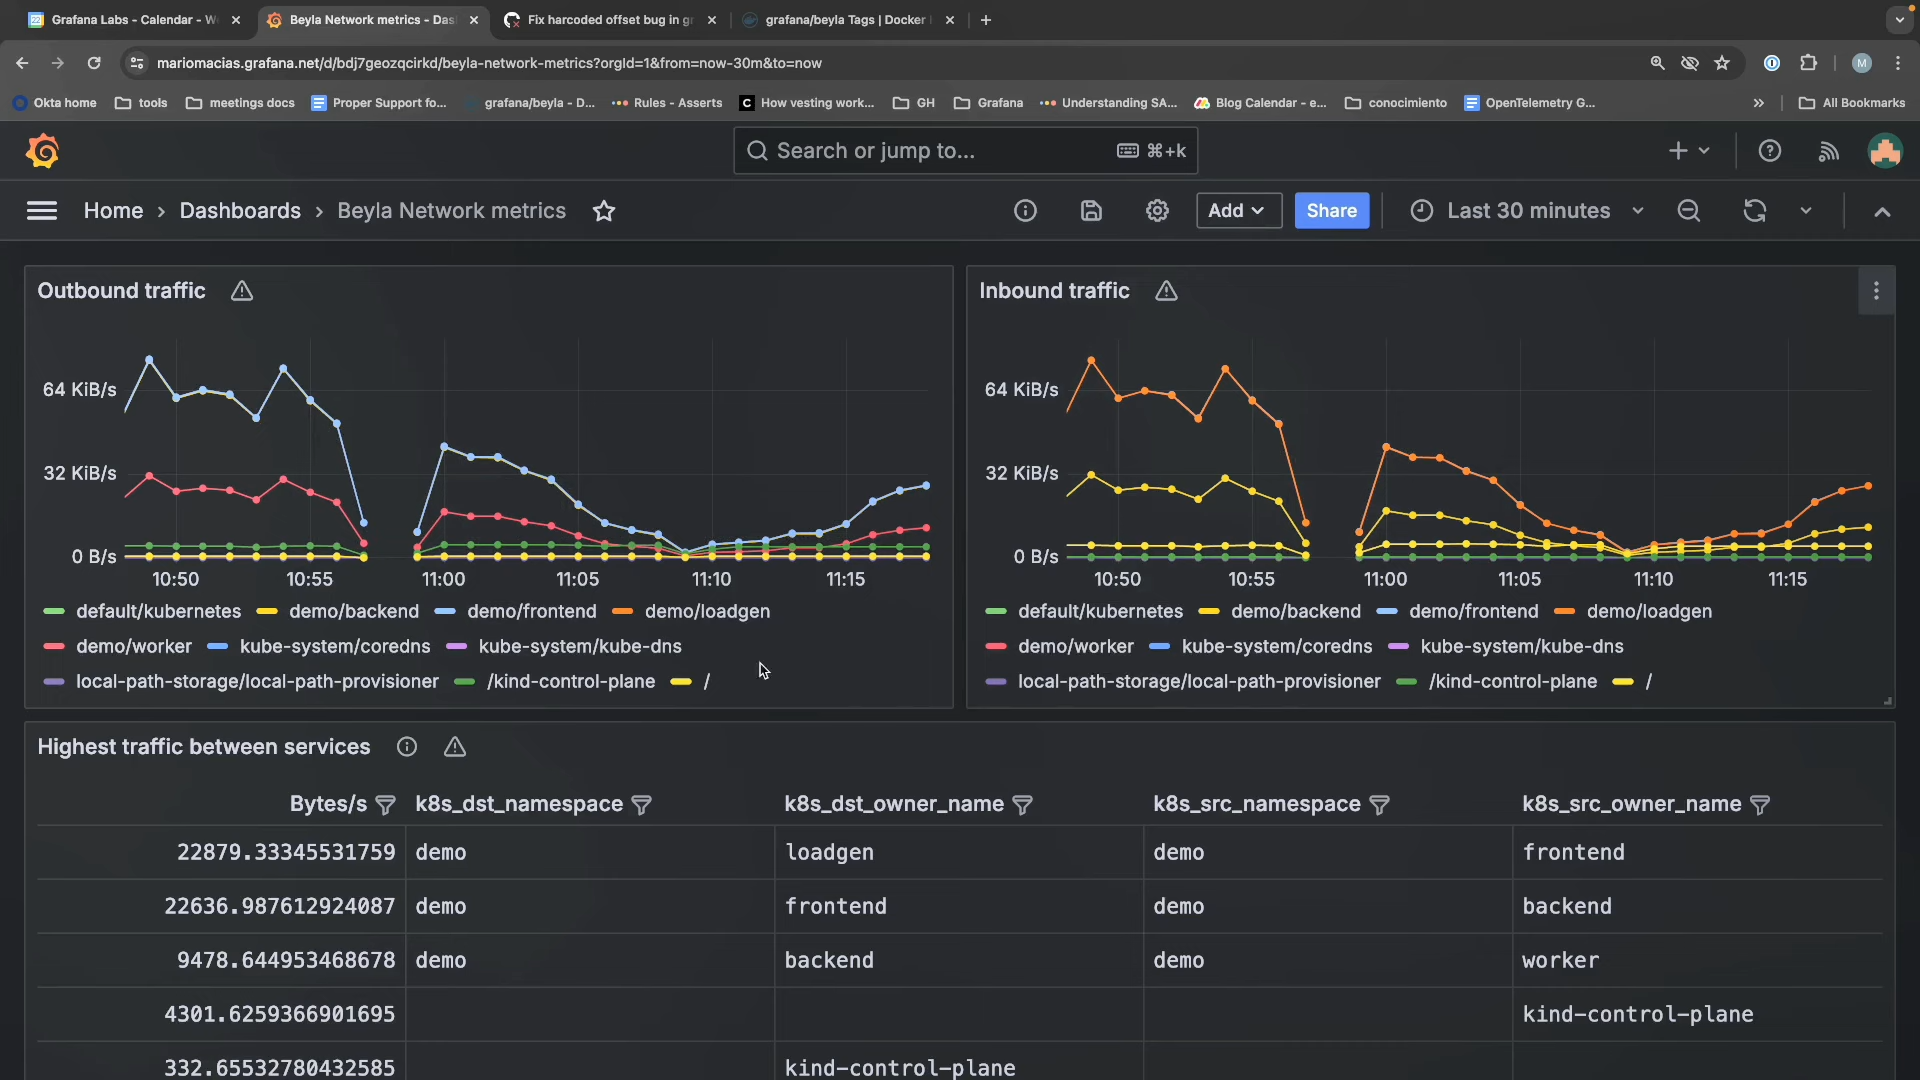 Grafana Labs - Calendar - W
Beyla Network metrics - Das
Fix harcoded offset bug in gr
grafana/beyla Tags | Docker
mariomacias.grafana.net/d/bdj7geozqcirkd/beyla-network-metrics?orgId=1&from=now-30m&to=now
M
Okta home
tools
meetings docs
Proper Support fo...
grafana/beyla - D...
Rules - Asserts
C How vesting work...
GH
Grafana
Understanding SA...
Blog Calendar - e...
conocimiento
OpenTelemetry G...
All Bookmarks
Search or jump to...
⌘+k
Home › Dashboards › Beyla Network metrics
Add
Share
Last 30 minutes
Outbound traffic
64 KiB/s
32 KiB/s
0 B/s
10:50 10:55 11:00 11:05 11:10 11:15
default/kubernetes demo/backend demo/frontend demo/loadgen
demo/worker kube-system/coredns kube-system/kube-dns
local-path-storage/local-path-provisioner /kind-control-plane /
Inbound traffic
64 KiB/s
32 KiB/s
0 B/s
10:50 10:55 11:00 11:05 11:10 11:15
default/kubernetes demo/backend demo/frontend demo/loadgen
demo/worker kube-system/coredns kube-system/kube-dns
local-path-storage/local-path-provisioner /kind-control-plane /
Highest traffic between services
Bytes/s k8s_dst_namespace k8s_dst_owner_name k8s_src_namespace k8s_src_owner_name
22879.33345531759 demo loadgen demo frontend
22636.987612924087 demo frontend demo backend
9478.644953468678 demo backend demo worker
4301.6259366901695 kind-control-plane
332.65532780432585 kind-control-plane